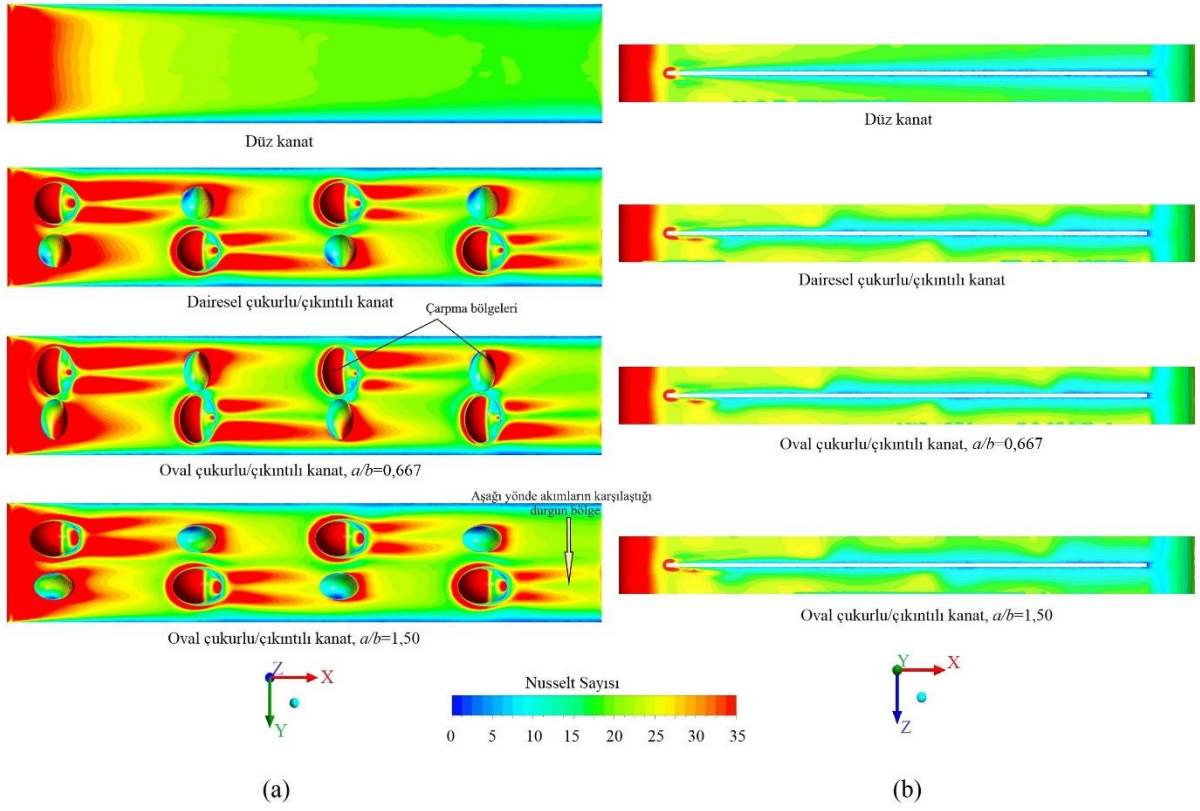 Düz kanat
Dairesel çukurlu/çıkıntılı kanat
Çarpma bölgeleri
Oval çukurlu/çıkıntılı kanat, a/b=0,667
Aşağı yönde akımların karşılaştığı
durgun bölge
Oval çukurlu/çıkıntılı kanat, a/b=1,50
Z
X
Y
Nusselt Sayısı
0 5 10 15 20 25 30 35
(a)
Düz kanat
Dairesel çukurlu/çıkıntılı kanat
Oval çukurlu/çıkıntılı kanat, a/b=0,667
Oval çukurlu/çıkıntılı kanat, a/b=1,50
Y
X
Z
(b)